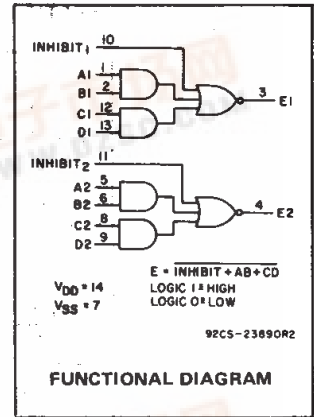 INHIBIT1 10
A1 1
B1 2
3 E1
C1 12
D1 13
INHIBIT2 11
A2 5
B2 6
4 E2
C2 8
D2 9
E = INHIBIT + AB + CD
VDD = 14
LOGIC 1 = HIGH
VSS = 7
LOGIC 0 = LOW
92CS-23890R2
FUNCTIONAL DIAGRAM